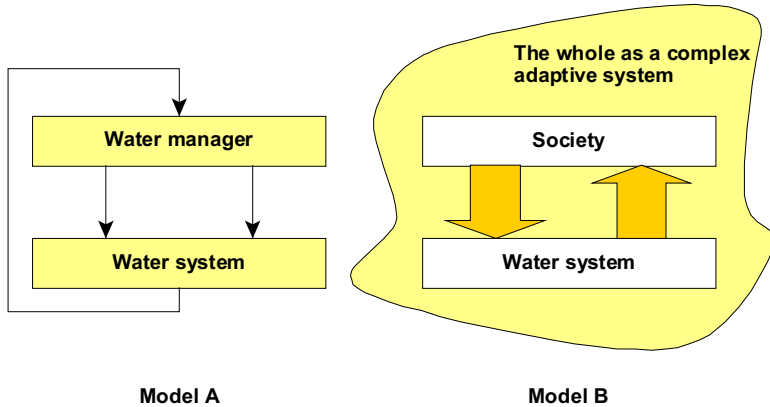 The whole as a complex
adaptive system
Water manager
Society
Water system
Water system
Model A
Model B